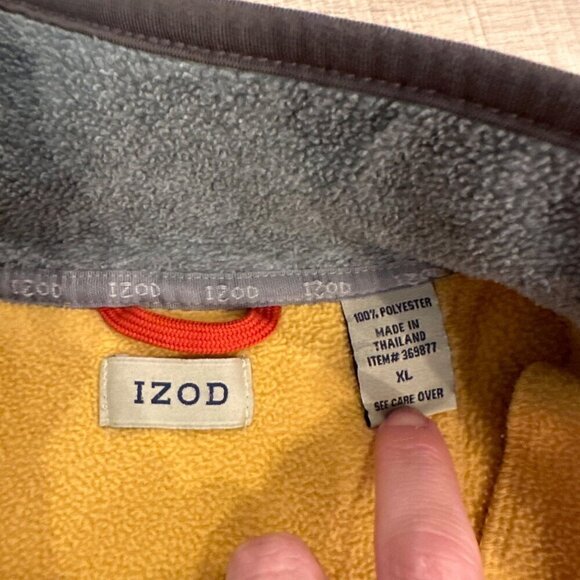 IZOD IZOD IZOD IZOD
IZOD
100% POLYESTER
MADE IN
THAILAND
ITEM# 369877
XL
SEE CARE OVER